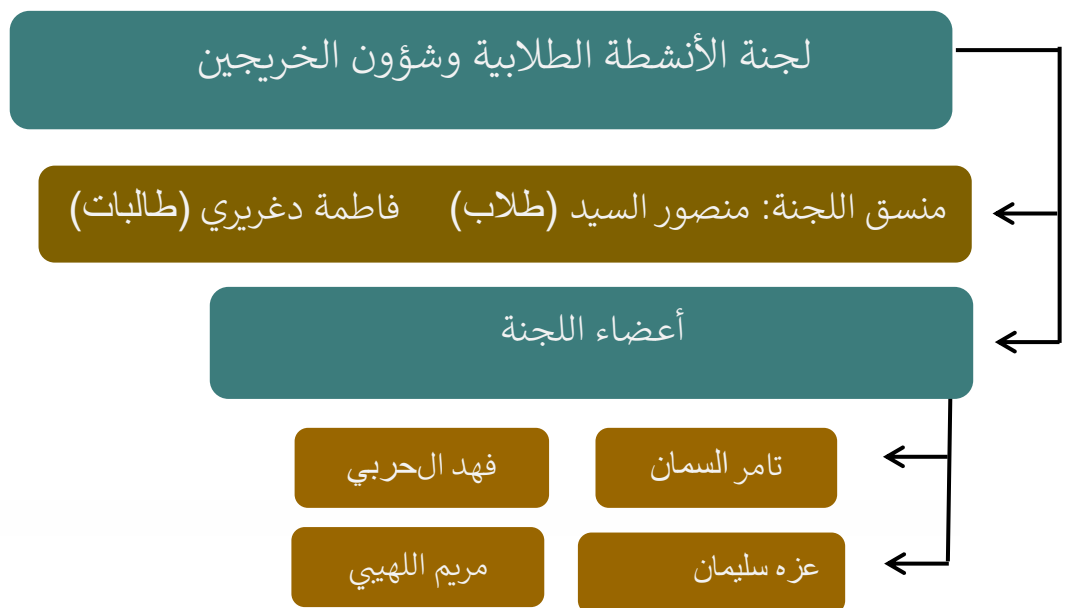 لجنة الأنشطة الطلابية وشؤون الخريجين
منسق اللجنة: منصور السيد (طلاب) فاطمة دغريري (طالبات)
أعضاء اللجنة
تامر السمان
فهد الحربي
عزه سليمان
مريم اللهيبي